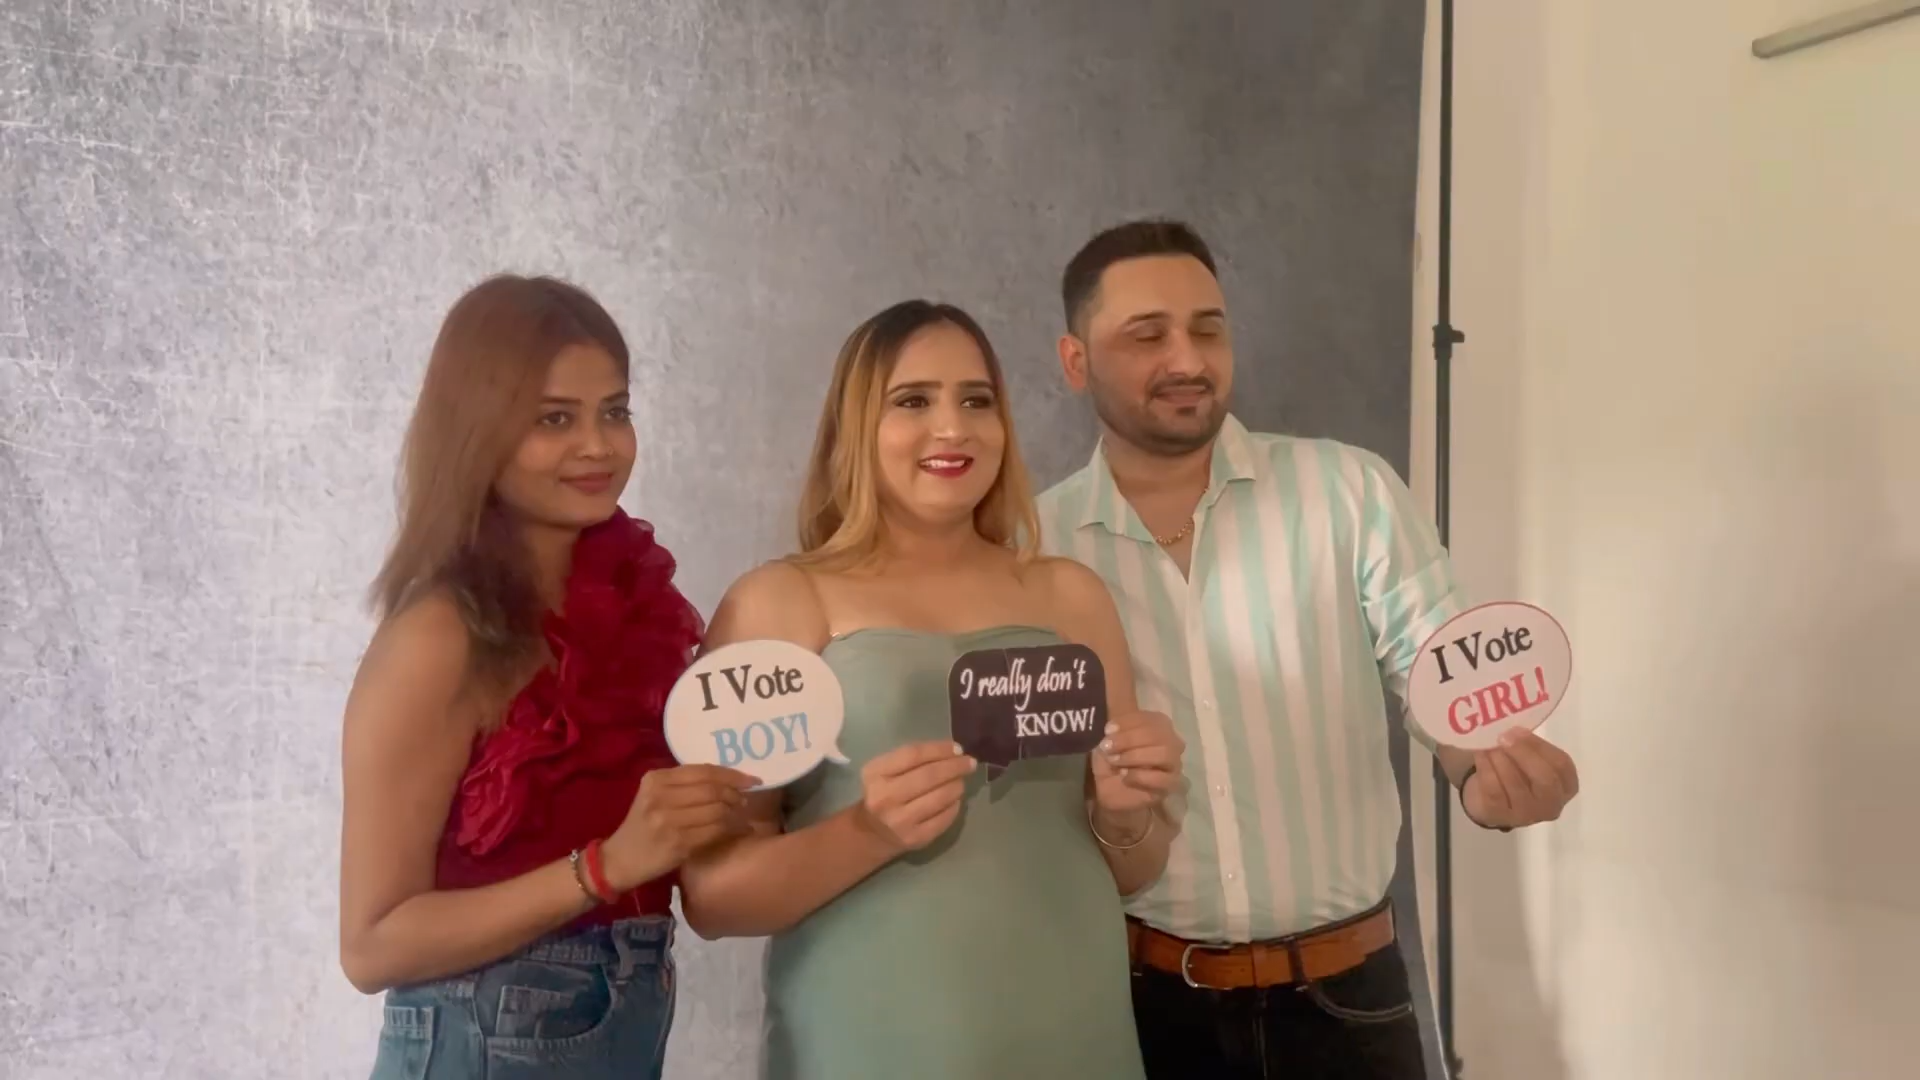 I Vote
BOY!
I really don't
KNOW!
I Vote
GIRL!